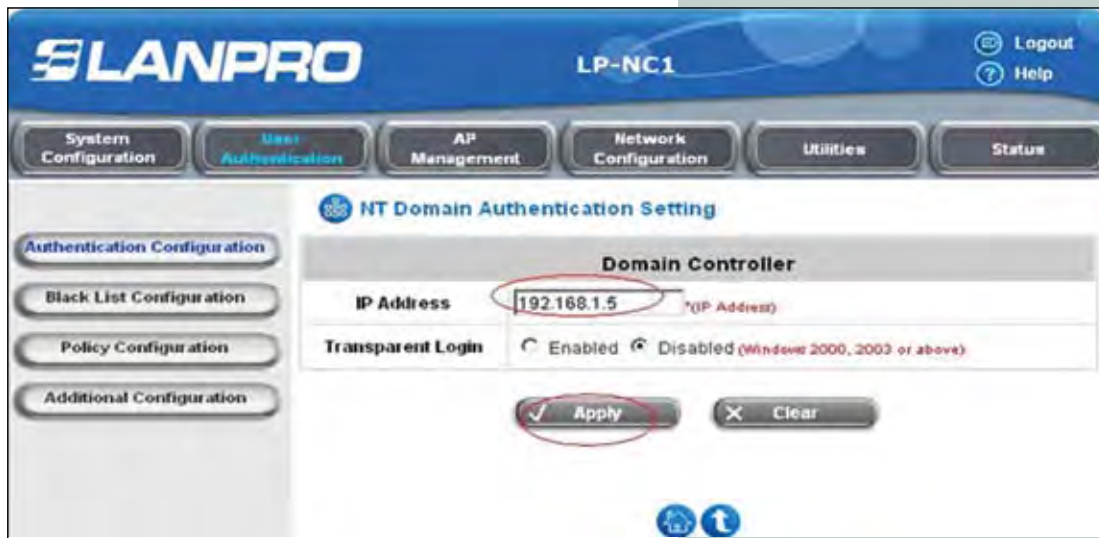 LANPRO
LP-NC1
Logout
Help
System Configuration
User Authentication
AP Management
Network Configuration
Utilities
Status
NT Domain Authentication Setting
Authentication Configuration
Black List Configuration
Policy Configuration
Additional Configuration
Domain Controller
IP Address 192.168.1.5 *(IP Address)
Transparent Login Enabled Disabled (Windows 2000, 2003 or above)
Apply Clear